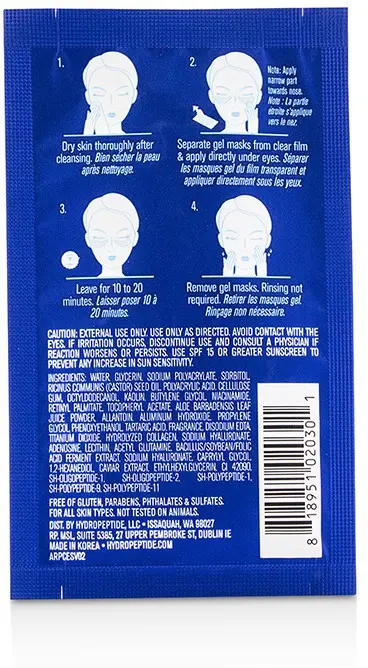 1.
Dry skin thoroughly after
cleansing. Bien sécher la peau
après nettoyage.
2.
Note: Apply
narrow part
towards nose.
Note : La partie
étroite s'applique
vers le nez.
Separate gel masks from clear film
& apply directly under eyes. Séparer
les masques gel du film transparent et
appliquer directement sous les yeux.
3.
Leave for 10 to 20
minutes. Laisser poser 10 à
20 minutes.
4.
Remove gel masks. Rinsing not
required. Retirer les masques gel.
Rinçage non nécessaire.
CAUTION: EXTERNAL USE ONLY. USE ONLY AS DIRECTED. AVOID CONTACT WITH THE
EYES. IF IRRITATION OCCURS, DISCONTINUE USE AND CONSULT A PHYSICIAN IF
REACTION WORSENS OR PERSISTS. USE SPF 15 OR GREATER SUNSCREEN TO
PREVENT ANY INCREASE IN SUN SENSITIVITY.
INGREDIENTS: WATER, GLYCERIN, SODIUM POLYACRYLATE, SORBITOL,
RICINUS COMMUNIS (CASTOR) SEED OIL, POLYACRYLIC ACID, CELLULOSE
GUM, OCTYLDODECANOL, KAOLIN, BUTYLENE GLYCOL, NIACINAMIDE,
RETINYL PALMITATE, TOCOPHERYL ACETATE, ALOE BARBADENSIS LEAF
JUICE POWDER, ALLANTOIN, ALUMINUM HYDROXIDE, PROPYLENE
GLYCOL, PHENOXYETHANOL, TARTARIC ACID, FRAGRANCE, DISODIUM EDTA,
TITANIUM DIOXIDE, HYDROLYZED COLLAGEN, SODIUM HYALURONATE,
ADENOSINE, LECITHIN, ACETYL GLUTAMINE, BACILLUS/SOYBEAN/FOLIC
ACID FERMENT EXTRACT, SODIUM HYALURONATE, CAPRYLYL GLYCOL,
1,2-HEXANEDIOL, CAVIAR EXTRACT, ETHYLHEXYLGLYCERIN, CI 42090,
SH-OLIGOPEPTIDE-1, SH-OLIGOPEPTIDE-2, SH-POLYPEPTIDE-1,
SH-POLYPEPTIDE-9, SH-POLYPEPTIDE-11
FREE OF GLUTEN, PARABENS, PHTHALATES & SULFATES.
FOR ALL SKIN TYPES. NOT TESTED ON ANIMALS.
DIST. BY HYDROPEPTIDE, LLC • ISSAQUAH, WA 98027
RP. MSL, SUITE 5365, 27 UPPER PEMBROKE ST, DUBLIN IE
MADE IN KOREA • HYDROPEPTIDE.COM
ARPCESV02
8 18951 02030 1